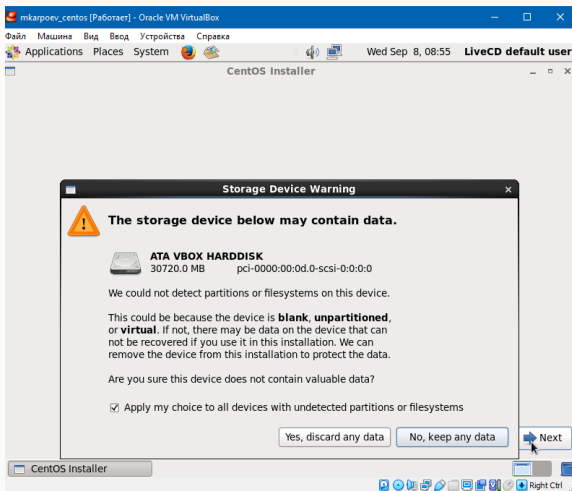 mkarpoev_centos [Работает] - Oracle VM VirtualBox
Файл Машина Вид Ввод Устройства Справка
Applications Places System Wed Sep 8, 08:55 LiveCD default user
CentOS Installer
Storage Device Warning
The storage device below may contain data.
ATA VBOX HARDDISK
30720.0 MB pci-0000:00:0d.0-scsi-0:0:0:0
We could not detect partitions or filesystems on this device.
This could be because the device is blank, unpartitioned,
or virtual. If not, there may be data on the device that can
not be recovered if you use it in this installation. We can
remove the device from this installation to protect the data.
Are you sure this device does not contain valuable data?
Apply my choice to all devices with undetected partitions or filesystems
Yes, discard any data No, keep any data Next
CentOS Installer
Right Ctrl